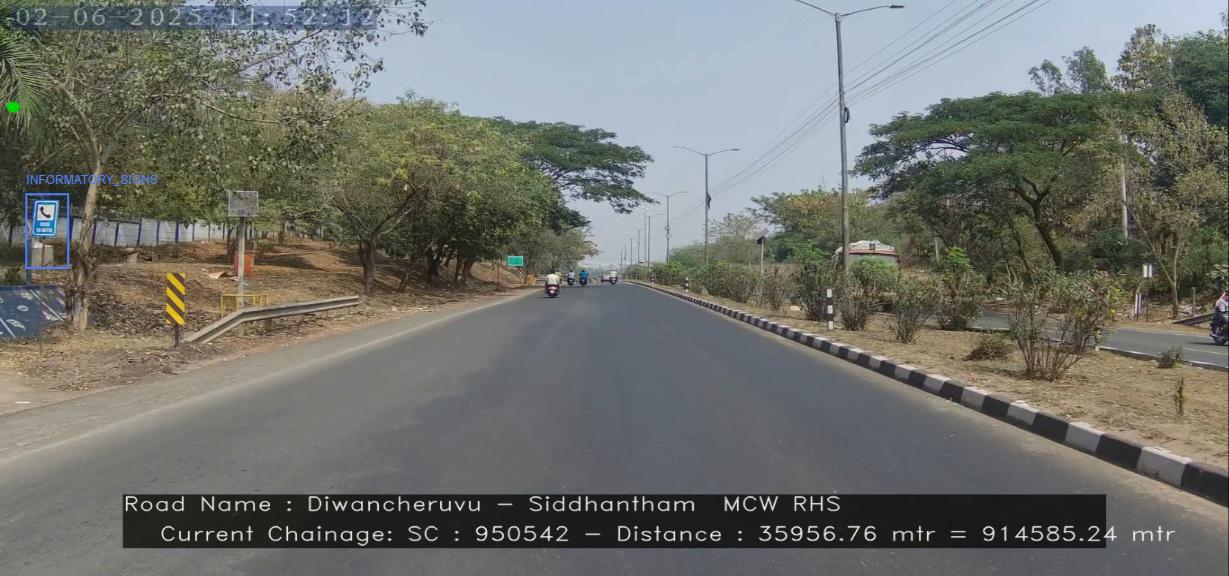 02-06-2025 11:52:12
INFORMATORY_SIGNS
Road Name : Diwancheruvu - Siddhantham MCW RHS
Current Chainage: SC : 950542 - Distance : 35956.76 mtr = 914585.24 mtr